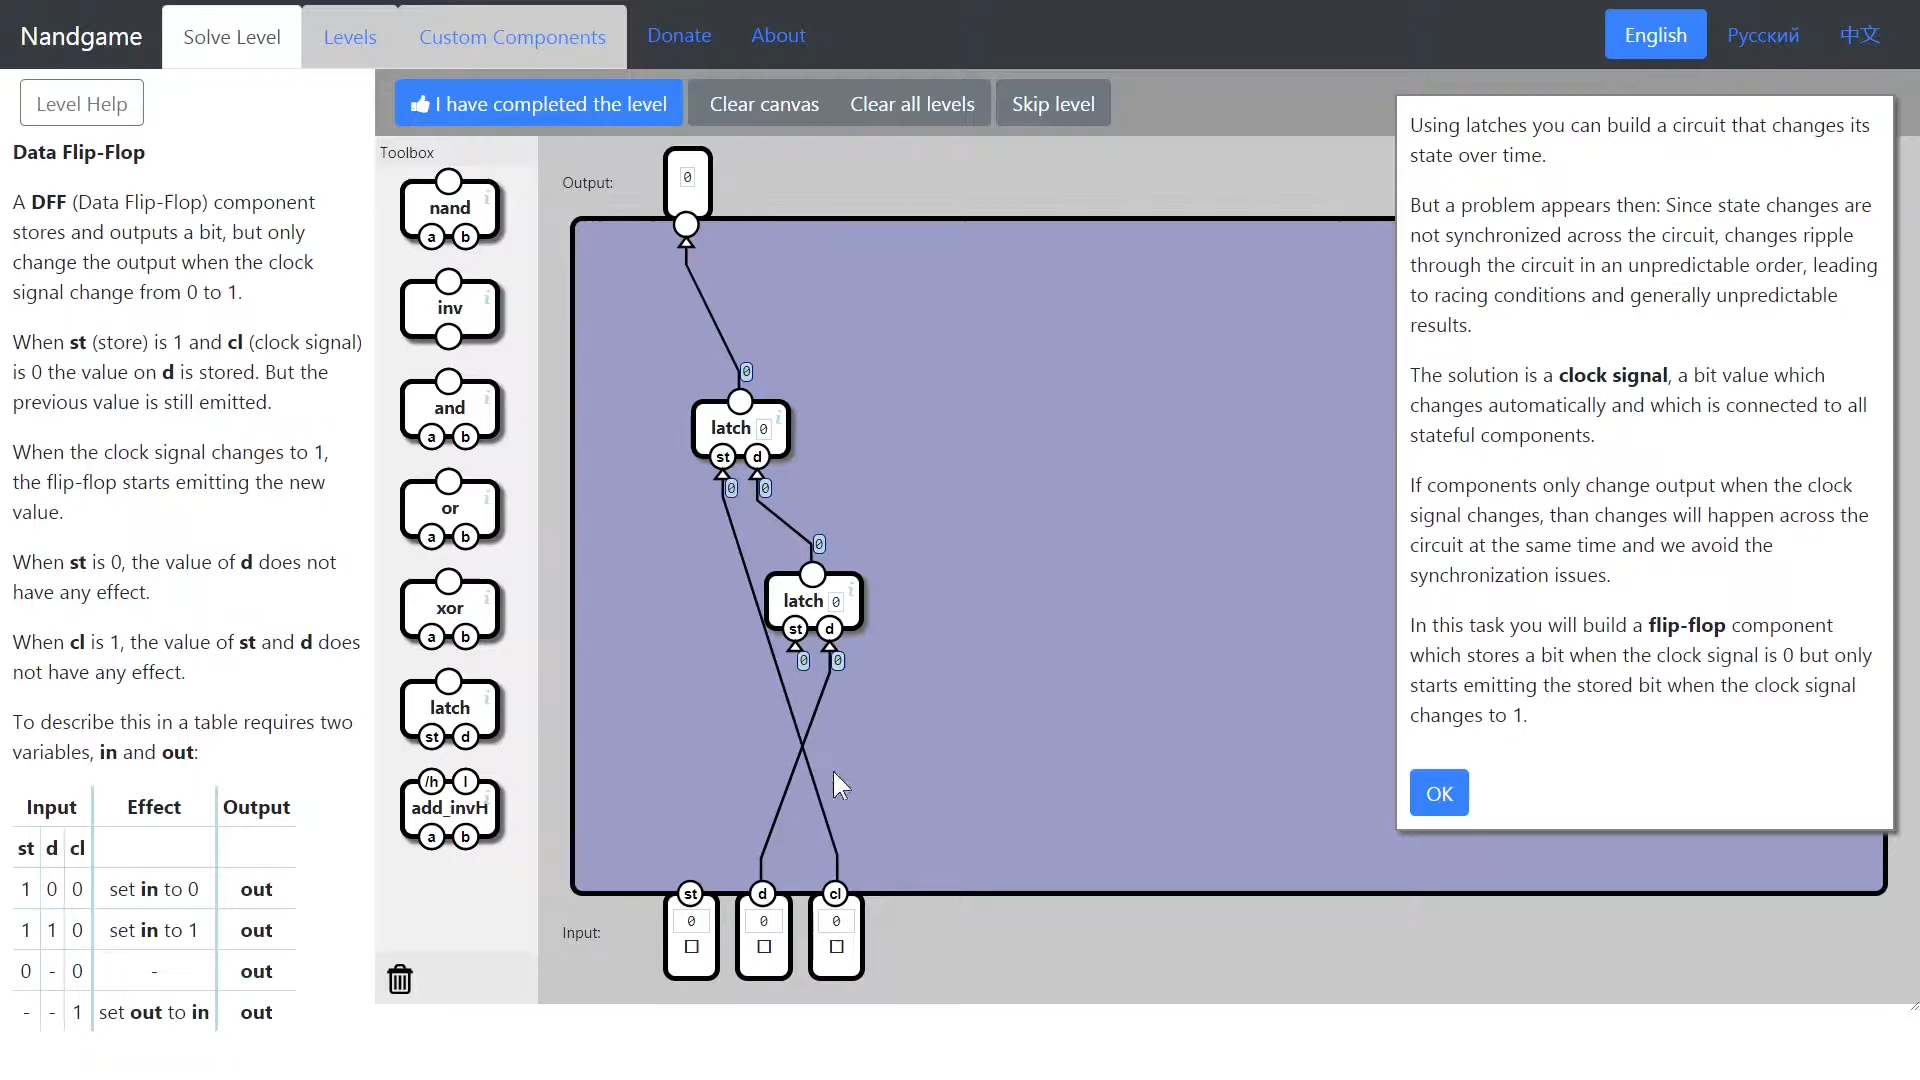 Nandgame
Solve Level
Levels
Custom Components
Donate
About
English
Русский
中文
Level Help
Data Flip-Flop
A DFF (Data Flip-Flop) component
stores and outputs a bit, but only
change the output when the clock
signal change from 0 to 1.
When st (store) is 1 and cl (clock signal)
is 0 the value on d is stored. But the
previous value is still emitted.
When the clock signal changes to 1,
the flip-flop starts emitting the new
value.
When st is 0, the value of d does not
have any effect.
When cl is 1, the value of st and d does
not have any effect.
To describe this in a table requires two
variables, in and out:
Input Effect Output
st d cl
1 0 0 set in to 0 out
1 1 0 set in to 1 out
0 - 0 - out
- - 1 set out to in out
I have completed the level
Clear canvas
Clear all levels
Skip level
Toolbox
nand
i
a b
inv
i
and
i
a b
or
i
a b
xor
i
a b
latch
i
st d
/h l
add_invH
i
a b
Output:
0
0
latch 0
i
st d
0 0
0
latch 0
i
st d
0 0
st d cl
Input:
0 0 0
Using latches you can build a circuit that changes its
state over time.
But a problem appears then: Since state changes are
not synchronized across the circuit, changes ripple
through the circuit in an unpredictable order, leading
to racing conditions and generally unpredictable
results.
The solution is a clock signal, a bit value which
changes automatically and which is connected to all
stateful components.
If components only change output when the clock
signal changes, than changes will happen across the
circuit at the same time and we avoid the
synchronization issues.
In this task you will build a flip-flop component
which stores a bit when the clock signal is 0 but only
starts emitting the stored bit when the clock signal
changes to 1.
OK